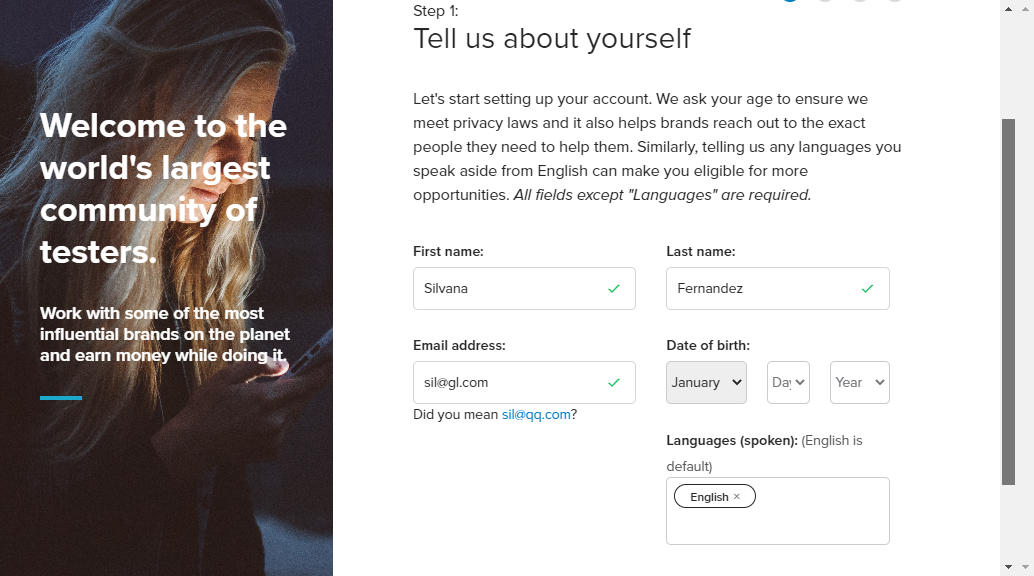 Welcome to the
world's largest
community of
testers.
Work with some of the most
influential brands on the planet
and earn money while doing it.
Step 1:
Tell us about yourself
Let's start setting up your account. We ask your age to ensure we
meet privacy laws and it also helps brands reach out to the exact
people they need to help them. Similarly, telling us any languages you
speak aside from English can make you eligible for more
opportunities. All fields except "Languages" are required.
First name:
Last name:
Silvana
Fernandez
Email address:
Date of birth:
sil@gl.com
January
Day
Year
Did you mean sil@qq.com?
Languages (spoken): (English is
default)
English ×